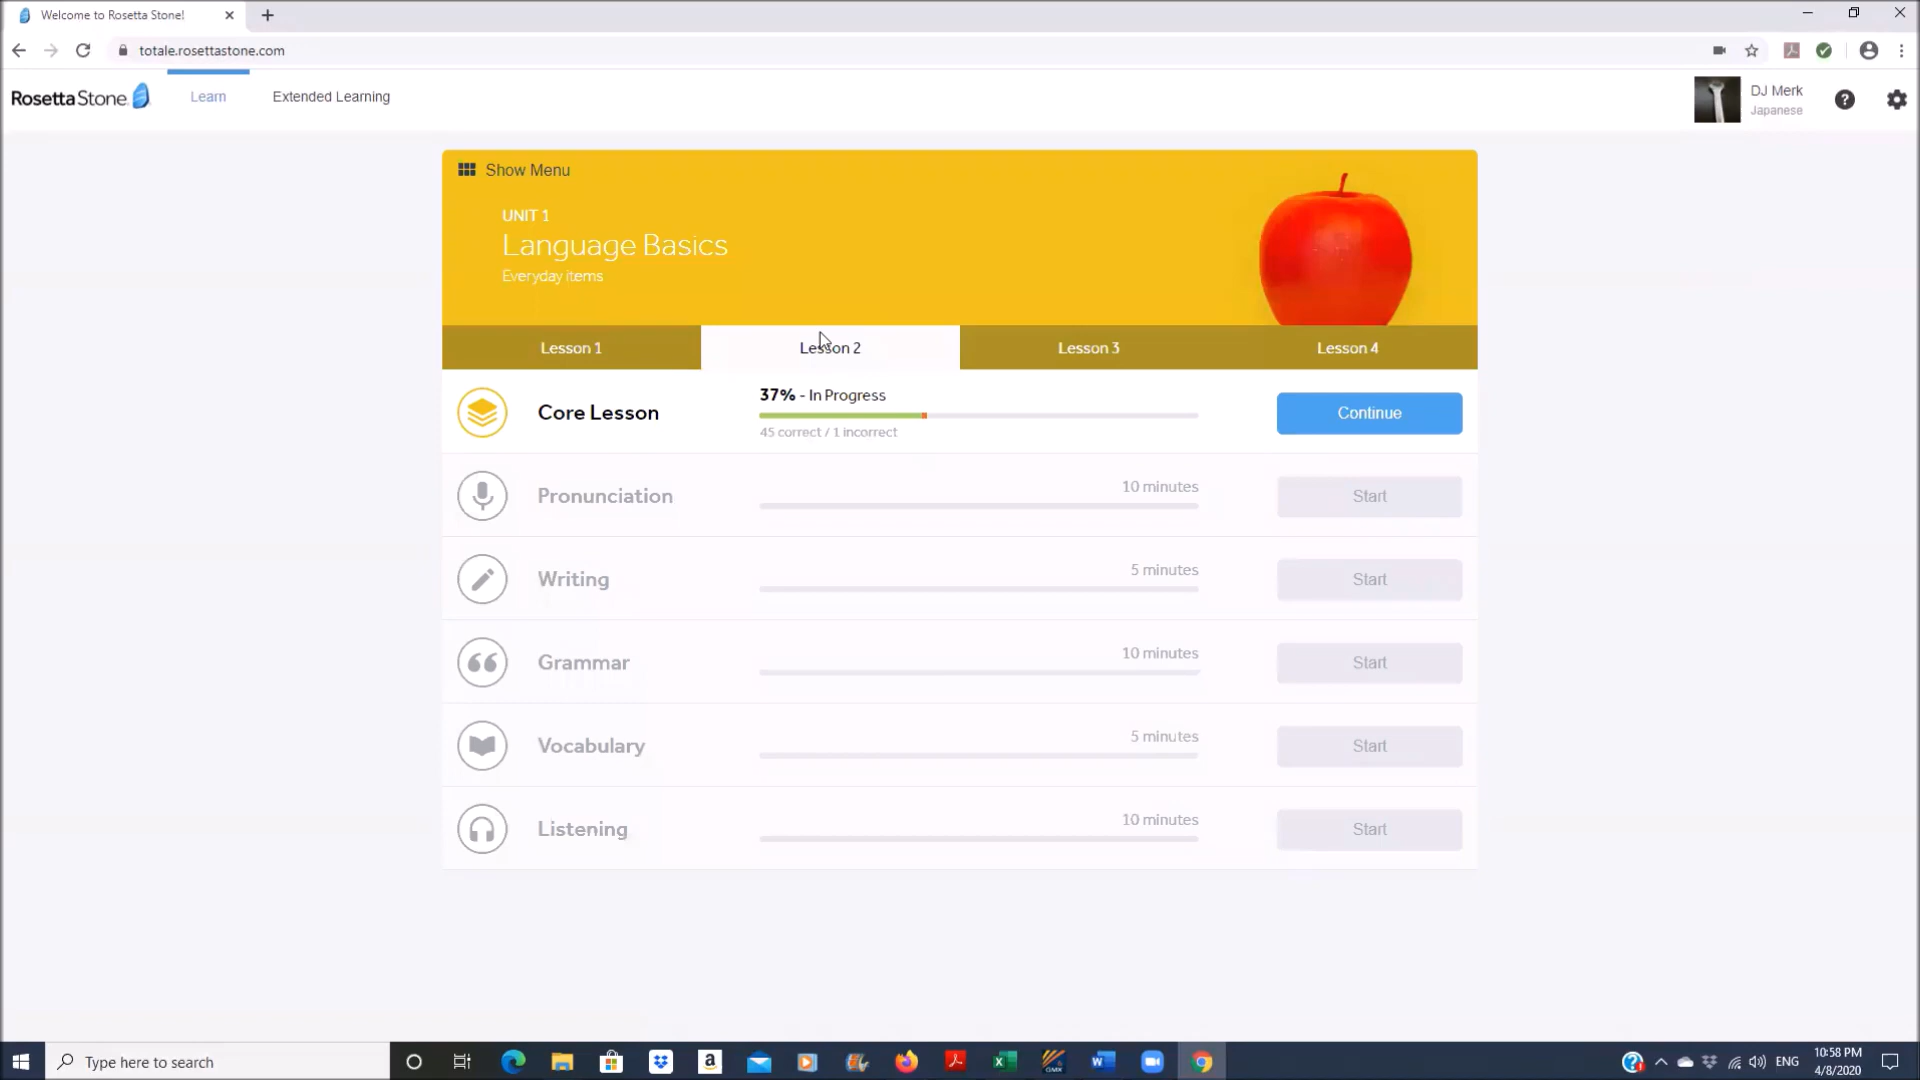 Welcome to Rosetta Stone!
totale.rosettastone.com
RosettaStone
Learn
Extended Learning
DJ Merk
Japanese
Show Menu
UNIT 1
Language Basics
Everyday items
Lesson 1
Lesson 2
Lesson 3
Lesson 4
Core Lesson
37% - In Progress
45 correct / 1 incorrect
Continue
Pronunciation
10 minutes
Start
Writing
5 minutes
Start
Grammar
10 minutes
Start
Vocabulary
5 minutes
Start
Listening
10 minutes
Start
Type here to search
ENG
10:58 PM
4/8/2020